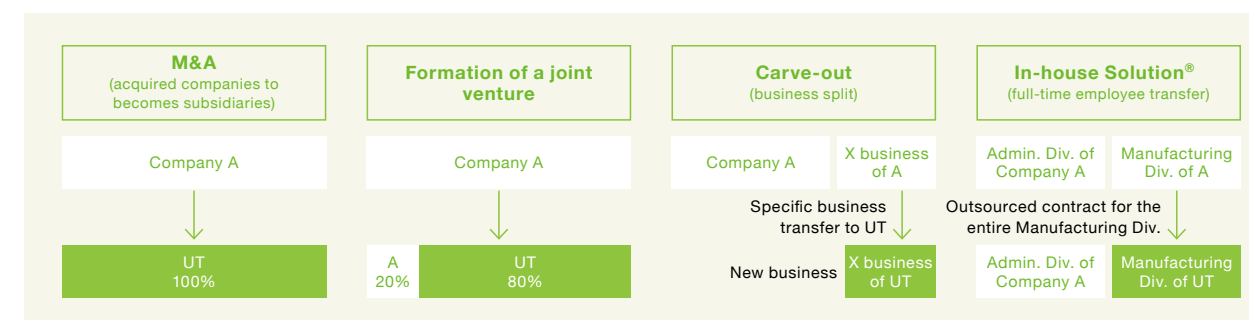 M&A
(acquired companies to
becomes subsidiaries)
Company A
UT
100%
Formation of a joint
venture
Company A
A
20%
UT
80%
Carve-out
(business split)
Company A
X business
of A
Specific business
transfer to UT
New business
X business
of UT
In-house Solution®
(full-time employee transfer)
Admin. Div. of
Company A
Manufacturing
Div. of A
Outsourced contract for the
entire Manufacturing Div.
Admin. Div. of
Company A
Manufacturing
Div. of UT